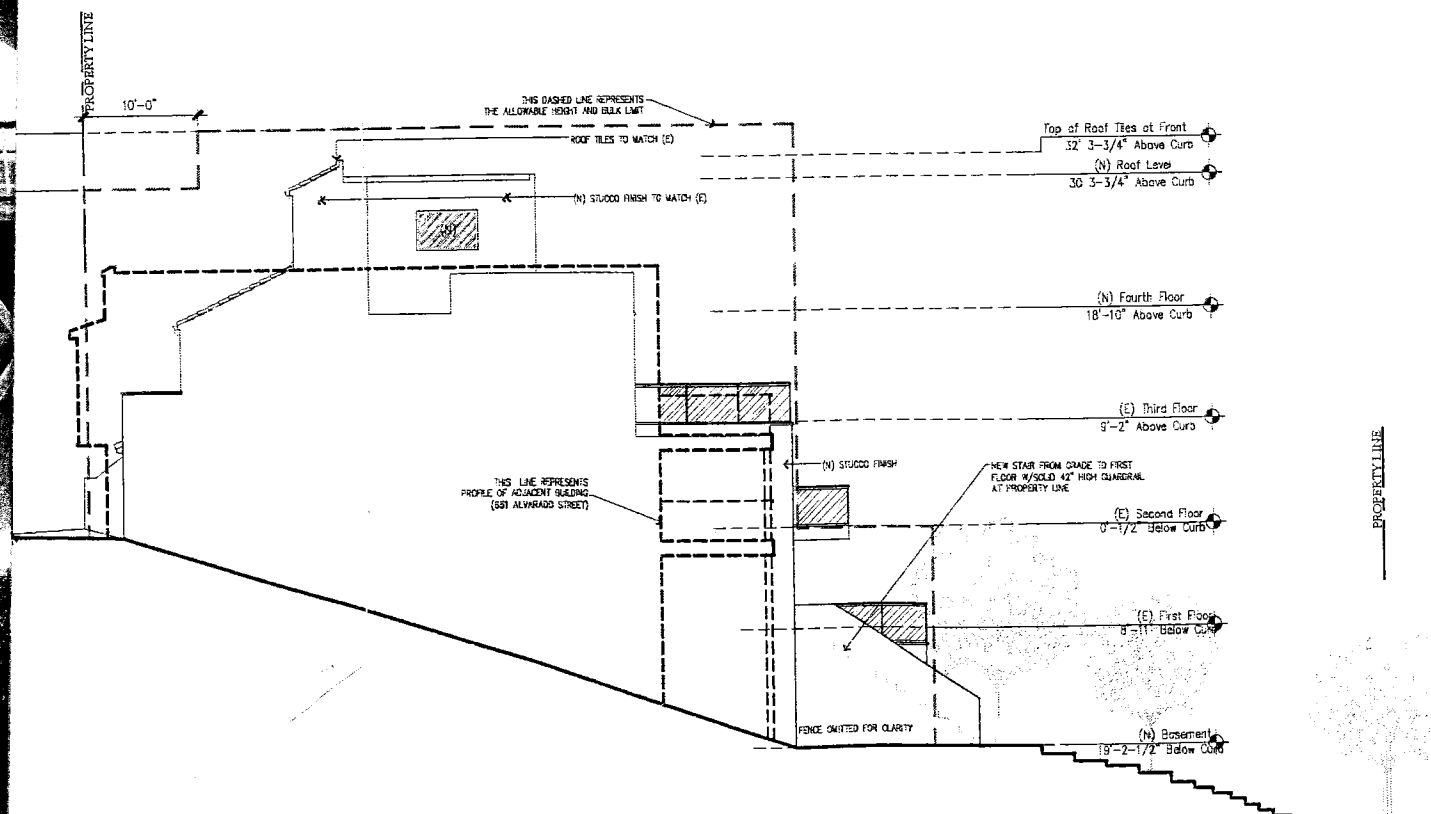 PROPERTY LINE
10'-0"
THIS DASHED LINE REPRESENTS
THE ALLOWABLE HEIGHT AND BULK LIMIT
ROOF TILES TO MATCH (E)
(N) STUCCO FINISH TO MATCH (E)
(N)
Top of Roof Tiles at Front
32' 3-3/4" Above Curb
(N) Roof Level
30 3-3/4" Above Curb
(N) Fourth Floor
18'-10" Above Curb
(E) Third Floor
9'-2" Above Curb
(N) STUCCO FINISH
NEW STAIR FROM GRADE TO FIRST
FLOOR W/SOLID 42" HIGH GUARDRAIL
AT PROPERTY LINE
THIS LINE REPRESENTS
PROFILE OF ADJACENT BUILDING
(651 ALVARADO STREET)
(E) Second Floor
0'-1/2" Below Curb
PROPERTY LINE
(E) First Floor
8'-11" Below Curb
FENCE OMITTED FOR CLARITY
(N) Basement
19'-2-1/2" Below Curb